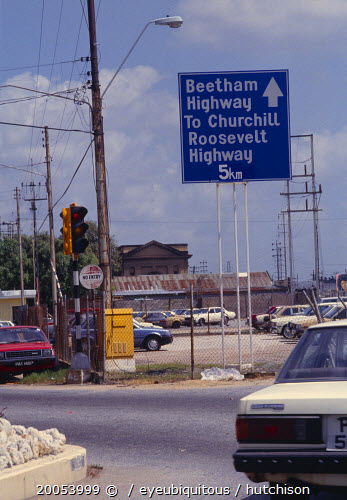 Beetham
Highway
To Churchill
Roosevelt
Highway
5km
NO ENTRY
20053999 © / eyeubiquitous / hutchison